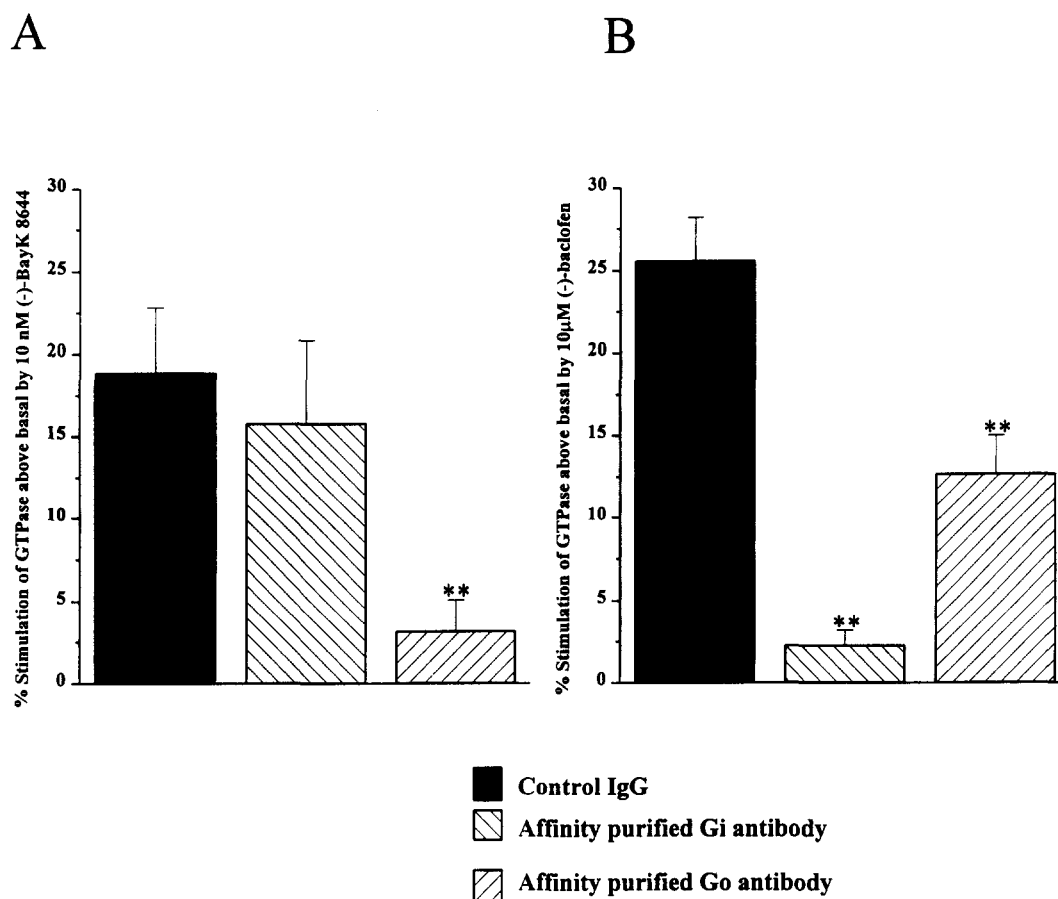 A
B
% Stimulation of GTPase above basal by 10 nM (-)-BayK 8644
30
25
20
15
10
5
0
**
% Stimulation of GTPase above basal by 10µM (-)-baclofen
30
25
20
15
10
5
0
**
**
Control IgG
Affinity purified Gi antibody
Affinity purified Go antibody